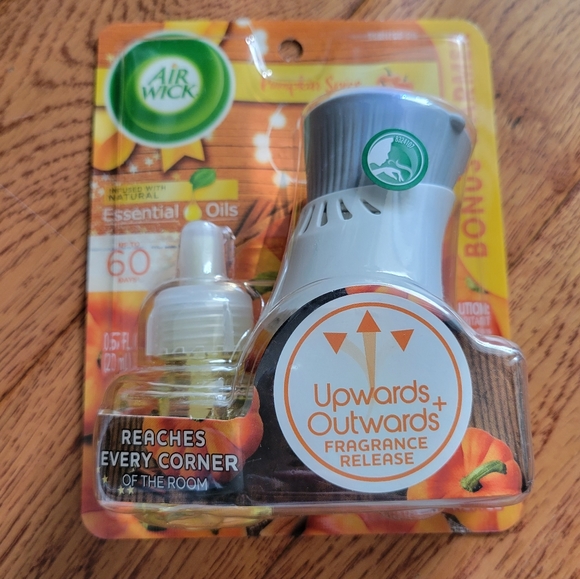 AIR
WICK
Pumpkin Spice
INFUSED WITH
NATURAL
Essential Oils
60
0.67 FL
(20 mL)
BONUS
Upwards +
Outwards
FRAGRANCE
RELEASE
REACHES
EVERY CORNER
OF THE ROOM